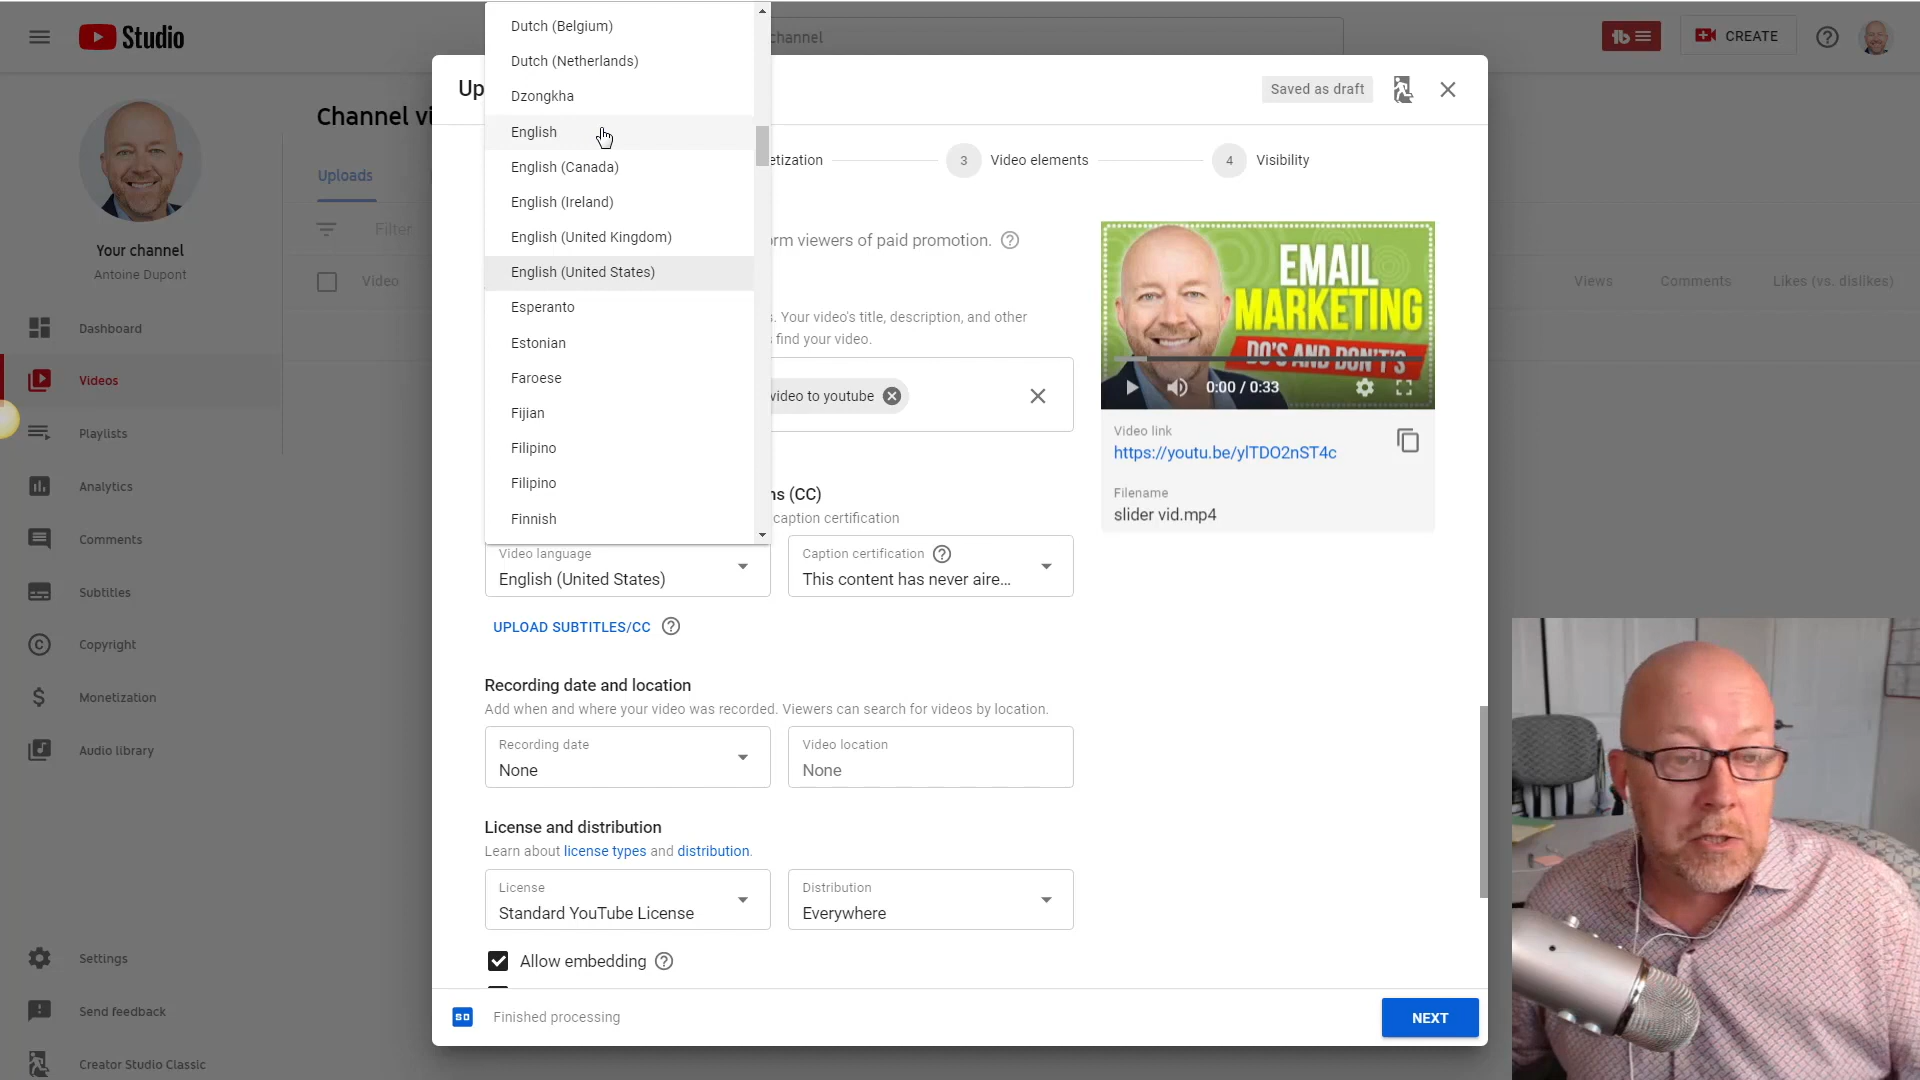 Studio
channel
CREATE
Channel vi
Your channel
Antoine Dupont
Dashboard
Videos
Playlists
Analytics
Comments
Subtitles
Copyright
Monetization
Audio library
Settings
Send feedback
Creator Studio Classic
Uploads
Filter
Video
Views
Comments
Likes (vs. dislikes)
Up
Saved as draft
etization
3
Video elements
4
Visibility
Dutch (Belgium)
Dutch (Netherlands)
Dzongkha
English
English (Canada)
English (Ireland)
English (United Kingdom)
English (United States)
Esperanto
Estonian
Faroese
Fijian
Filipino
Filipino
Finnish
orm viewers of paid promotion.
s. Your video's title, description, and other
find your video.
video to youtube
ns (CC)
caption certification
Video language
English (United States)
Caption certification
This content has never aire...
UPLOAD SUBTITLES/CC
Recording date and location
Add when and where your video was recorded. Viewers can search for videos by location.
Recording date
None
Video location
None
License and distribution
Learn about license types and distribution.
License
Standard YouTube License
Distribution
Everywhere
Allow embedding
SD
Finished processing
NEXT
EMAIL
MARKETING
DO'S AND DON'T'S
0:00 / 0:33
Video link
https://youtu.be/ylTDO2nST4c
Filename
slider vid.mp4